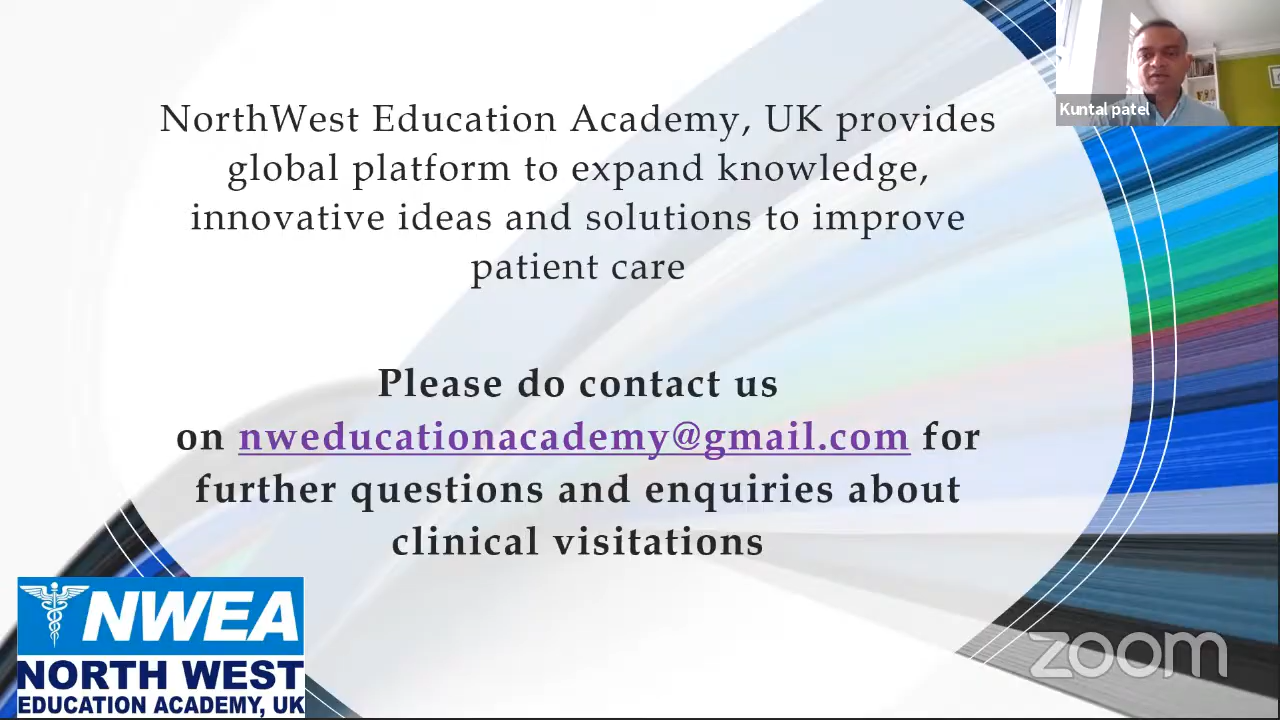 NorthWest Education Academy, UK provides
global platform to expand knowledge,
innovative ideas and solutions to improve
patient care
Please do contact us
on nweducationacademy@gmail.com for
further questions and enquiries about
clinical visitations
Kuntal patel
NWEA
NORTH WEST
EDUCATION ACADEMY, UK
zoom